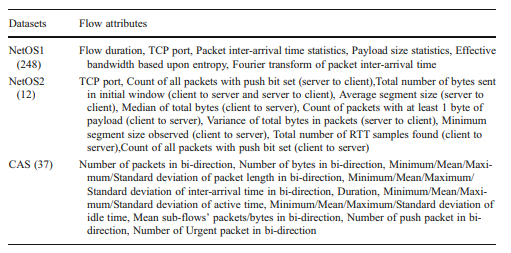 Datasets Flow attributes
NetOS1 Flow duration, TCP port, Packet inter-arrival time statistics, Payload size statistics, Effective
(248) bandwidth based upon entropy, Fourier transform of packet inter-arrival time
NetOS2 TCP port, Count of all packets with push bit set (server to client),Total number of bytes sent
(12) in initial window (client to server and server to client), Average segment size (server to
client), Median of total bytes (client to server), Count of packets with at least 1 byte of
payload (client to server), Variance of total bytes in packets (server to client), Minimum
segment size observed (client to server), Total number of RTT samples found (client to
server),Count of all packets with push bit set (client to server)
CAS (37) Number of packets in bi-direction, Number of bytes in bi-direction, Minimum/Mean/Maxi-
mum/Standard deviation of packet length in bi-direction, Minimum/Mean/Maximum/
Standard deviation of inter-arrival time in bi-direction, Duration, Minimum/Mean/Maxi-
mum/Standard deviation of active time, Minimum/Mean/Maximum/Standard deviation of
idle time, Mean sub-flows' packets/bytes in bi-direction, Number of push packet in bi-
direction, Number of Urgent packet in bi-direction